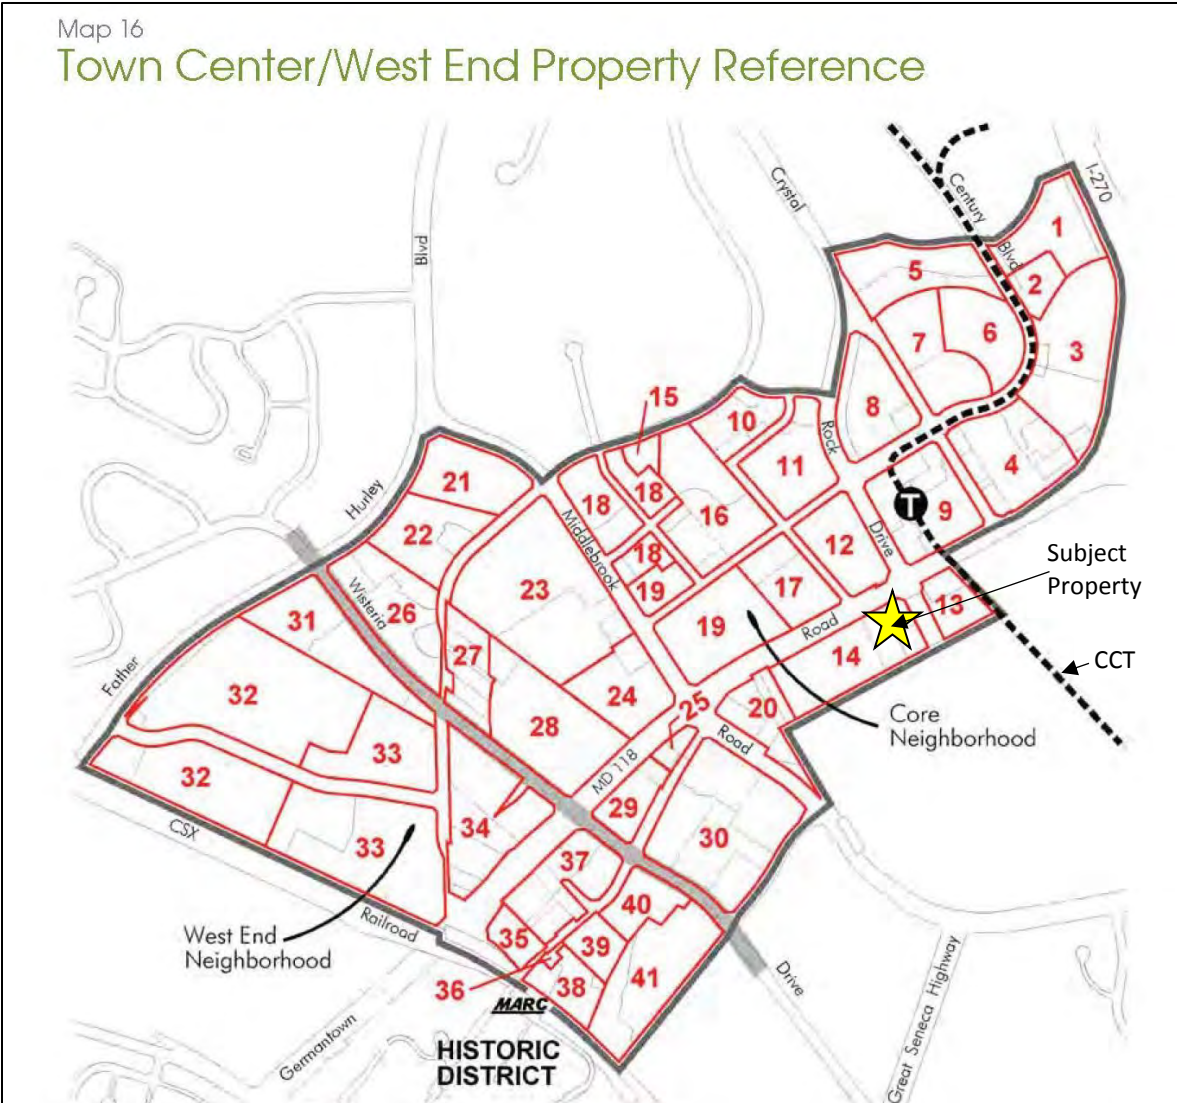 Map 16
Town Center/West End Property Reference
I-270
Century
Blvd
Crystal
Rock
Drive
Blvd
1
2
3
5
6
7
8
4
9
T
15
10
11
18
18
16
12
18
19
17
19
Middlebrook
Road
13
14
20
Subject
Property
CCT
Core
Neighborhood
21
22
Hurley
23
Wisteria
26
31
27
24
25
Road
28
MD 118
Father
32
33
32
29
30
34
33
CSX
37
40
Railroad
West End
Neighborhood
35
39
36
38
41
MARC
Drive
Great Seneca Highway
Germantown
HISTORIC
DISTRICT